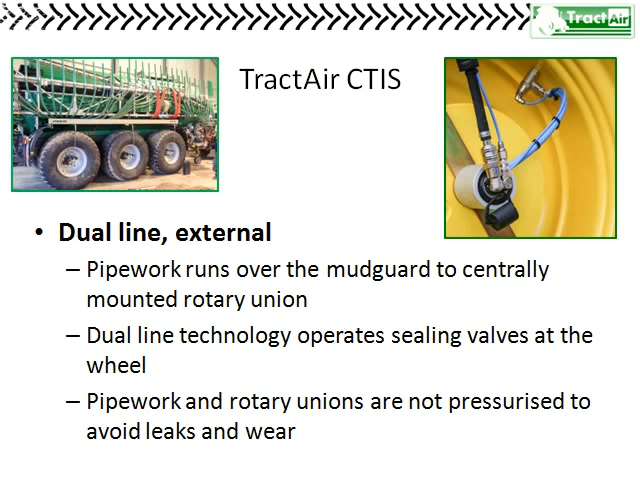 TractAir
TractAir CTIS
• Dual line, external
– Pipework runs over the mudguard to centrally
mounted rotary union
– Dual line technology operates sealing valves at the
wheel
– Pipework and rotary unions are not pressurised to
avoid leaks and wear